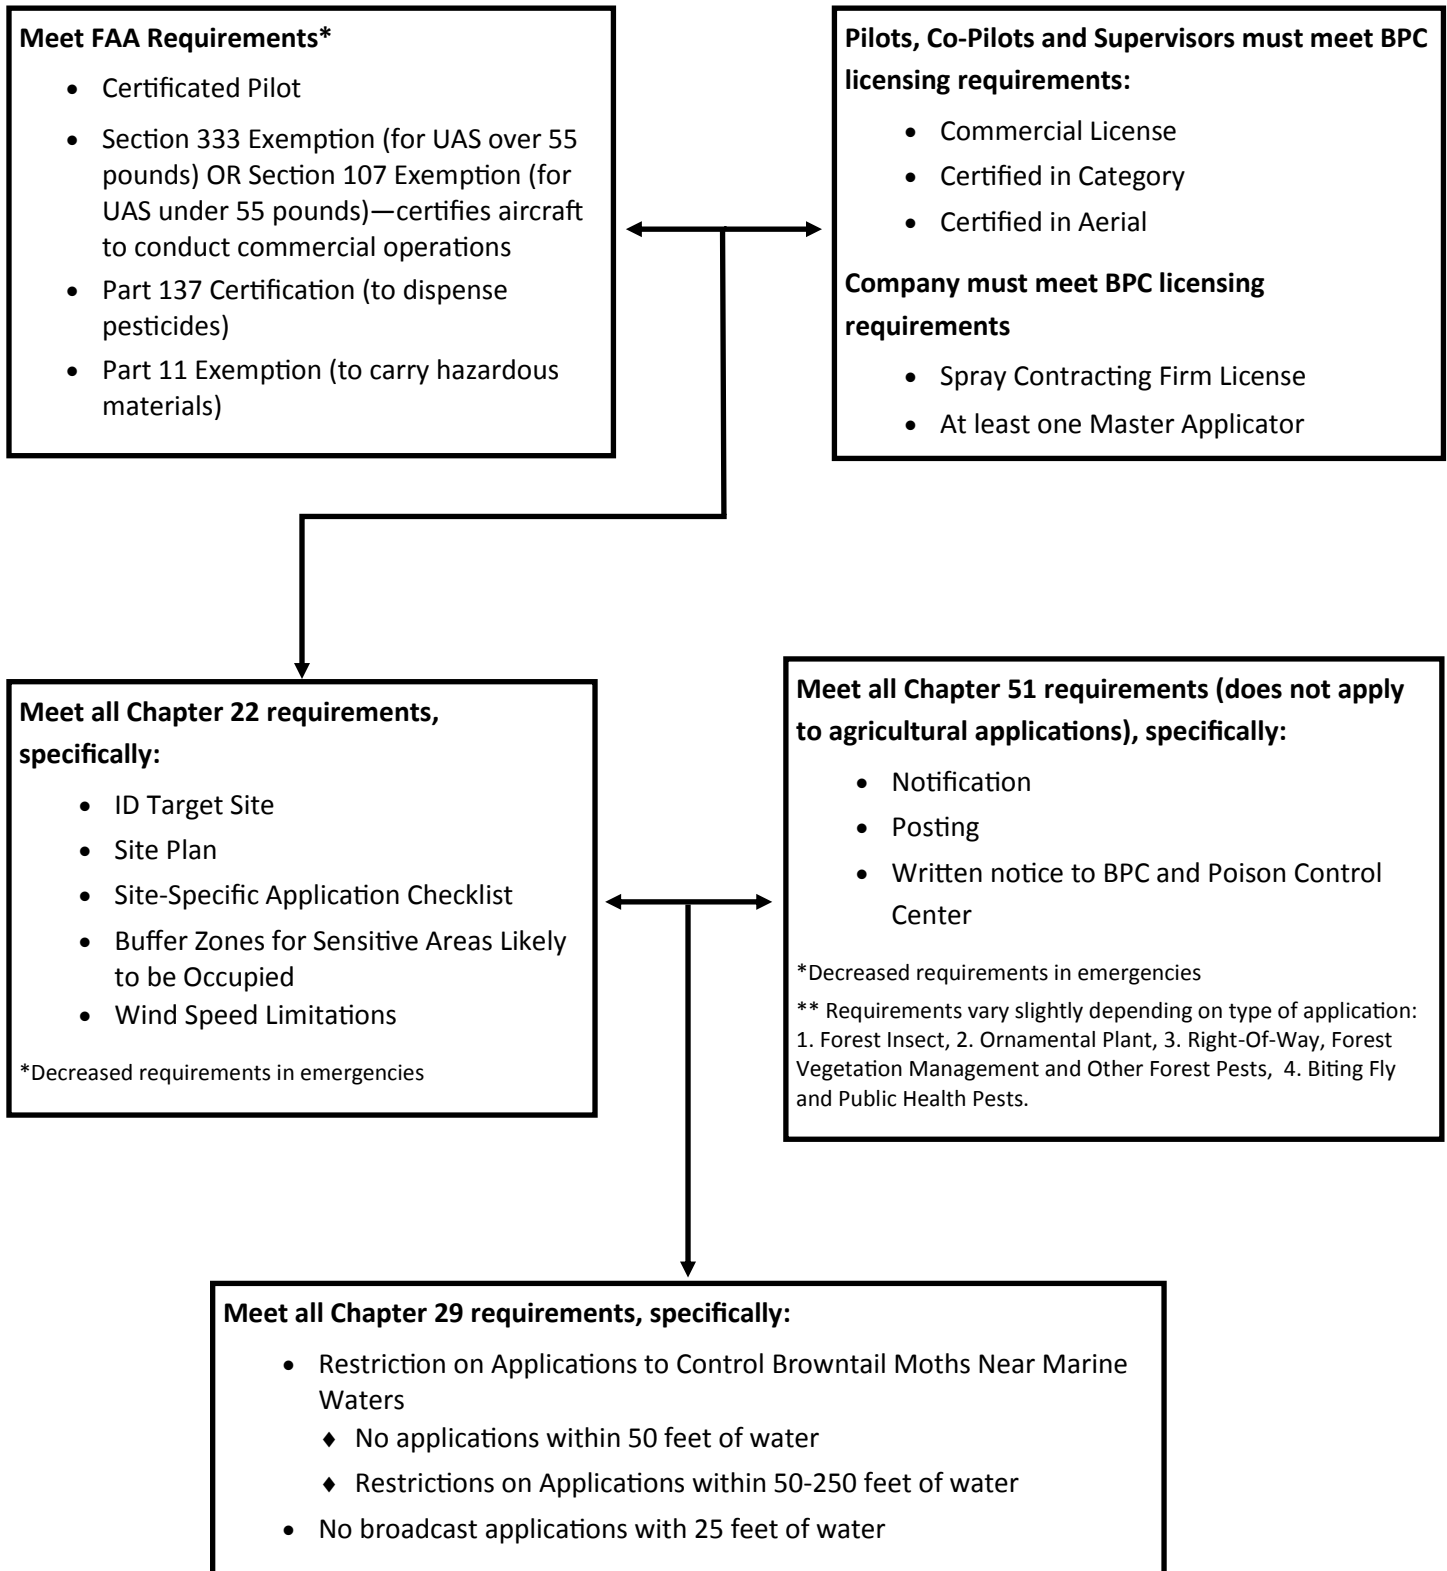 Meet FAA Requirements*
• Certificated Pilot
• Section 333 Exemption (for UAS over 55
pounds) OR Section 107 Exemption (for
UAS under 55 pounds)—certifies aircraft
to conduct commercial operations
• Part 137 Certification (to dispense
pesticides)
• Part 11 Exemption (to carry hazardous
materials)
Pilots, Co-Pilots and Supervisors must meet BPC
licensing requirements:
• Commercial License
• Certified in Category
• Certified in Aerial
Company must meet BPC licensing
requirements
• Spray Contracting Firm License
• At least one Master Applicator
Meet all Chapter 22 requirements,
specifically:
• ID Target Site
• Site Plan
• Site-Specific Application Checklist
• Buffer Zones for Sensitive Areas Likely
to be Occupied
• Wind Speed Limitations
*Decreased requirements in emergencies
Meet all Chapter 51 requirements (does not apply
to agricultural applications), specifically:
• Notification
• Posting
• Written notice to BPC and Poison Control
Center
*Decreased requirements in emergencies
** Requirements vary slightly depending on type of application:
1. Forest Insect, 2. Ornamental Plant, 3. Right-Of-Way, Forest
Vegetation Management and Other Forest Pests,  4. Biting Fly
and Public Health Pests.
Meet all Chapter 29 requirements, specifically:
• Restriction on Applications to Control Browntail Moths Near Marine
Waters
♦ No applications within 50 feet of water
♦ Restrictions on Applications within 50-250 feet of water
• No broadcast applications with 25 feet of water